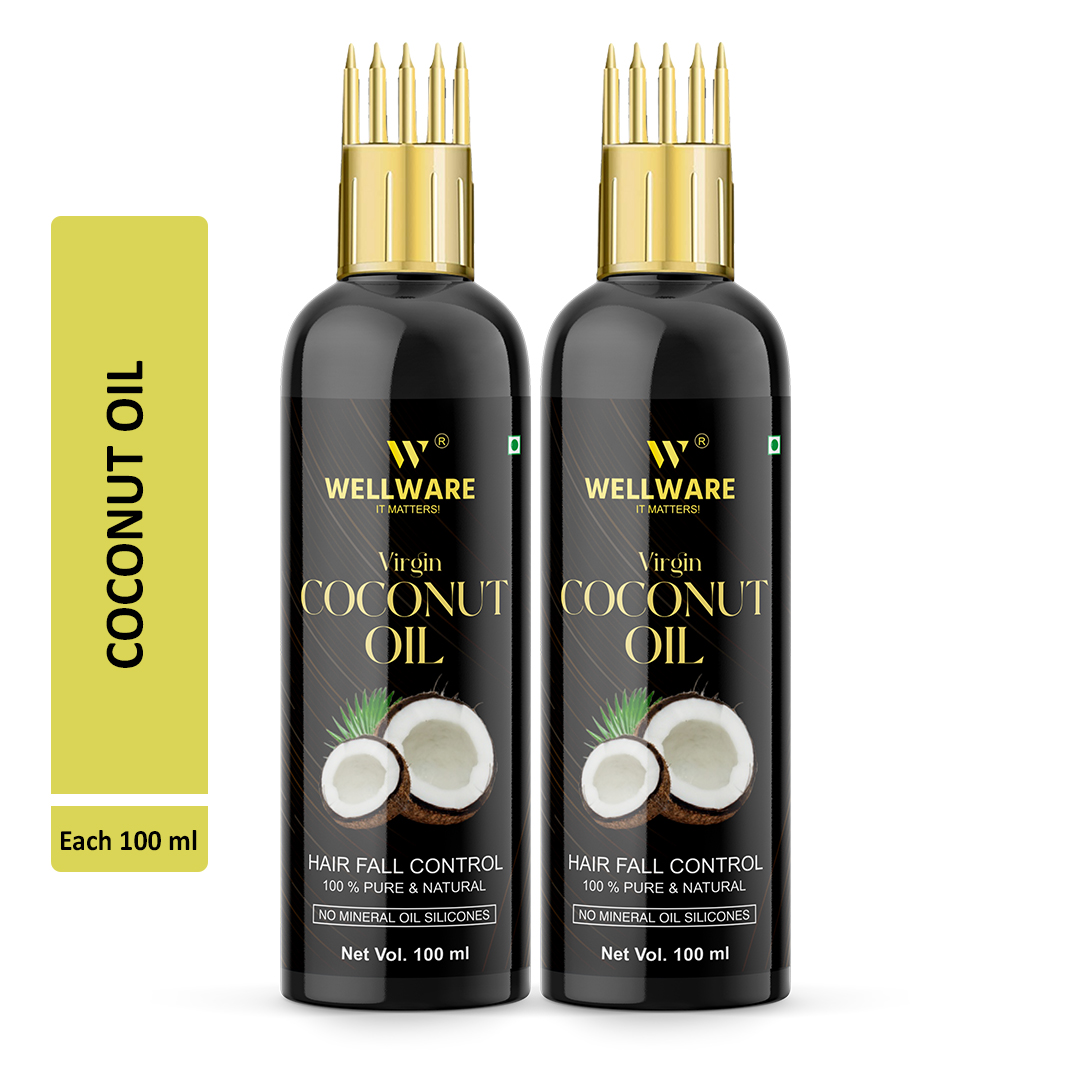 COCONUT OIL
Each 100 ml
W ®
WELLWARE
IT MATTERS!
Virgin
COCONUT
OIL
HAIR FALL CONTROL
100 % PURE & NATURAL
NO MINERAL OIL SILICONES
Net Vol. 100 ml
W ®
WELLWARE
IT MATTERS!
Virgin
COCONUT
OIL
HAIR FALL CONTROL
100 % PURE & NATURAL
NO MINERAL OIL SILICONES
Net Vol. 100 ml